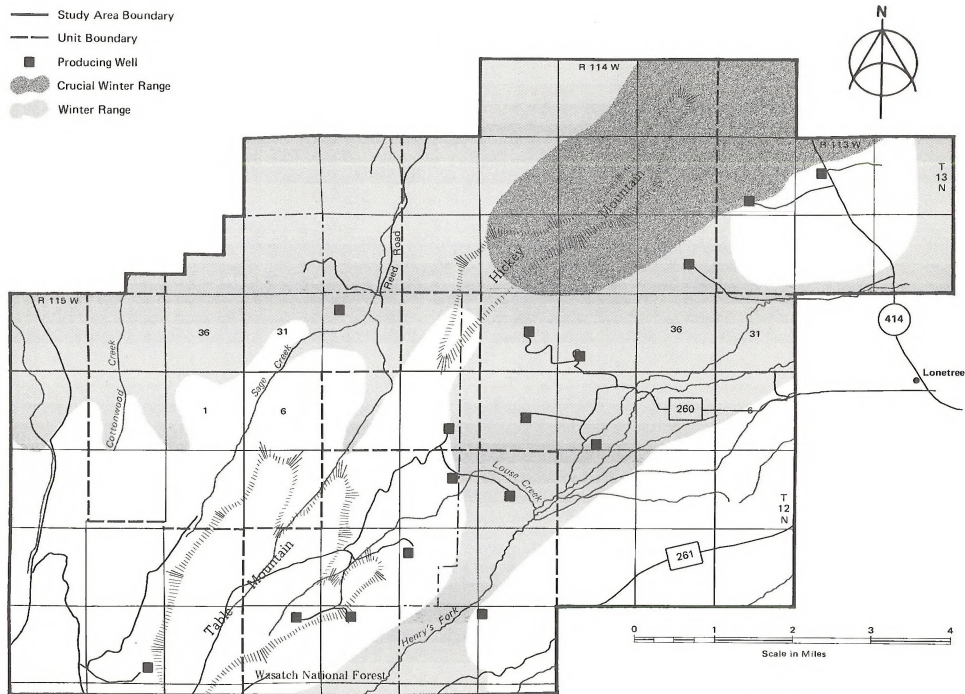 Study Area Boundary
Unit Boundary
Producing Well
Crucial Winter Range
Winter Range
N
R 114 W
R 113 W
T
13
N
Hickey Mountain
Reed Road
R 115 W
36
31
36
31
414
Cottonwood Creek
Sage Creek
Lonetree
1
6
260
6
Louse Creek
T
12
N
261
Table Mountain
Henry's Fork
Wasatch National Forest
0 1 2 3 4
Scale in Miles